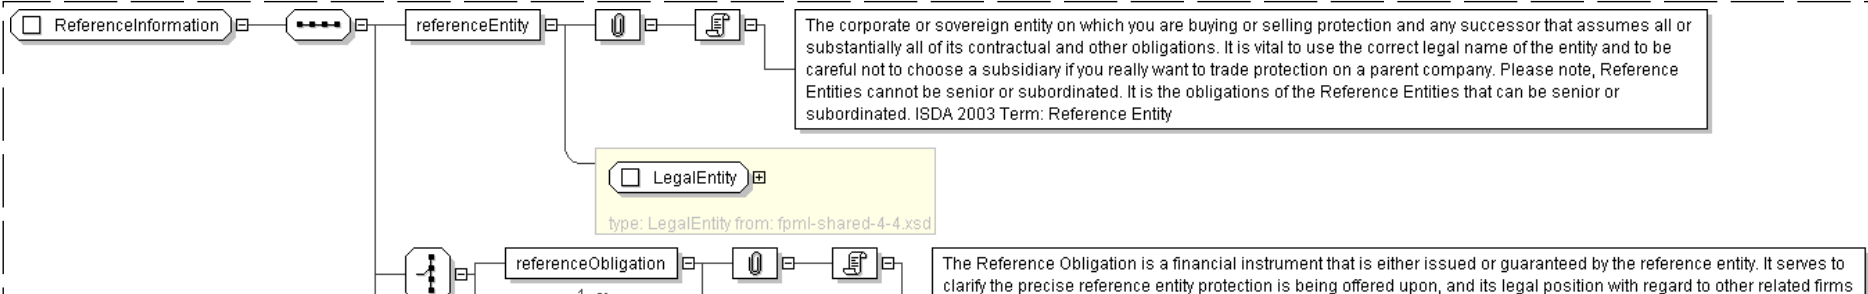 ReferenceInformation
referenceEntity
The corporate or sovereign entity on which you are buying or selling protection and any successor that assumes all or
substantially all of its contractual and other obligations. It is vital to use the correct legal name of the entity and to be
careful not to choose a subsidiary if you really want to trade protection on a parent company. Please note, Reference
Entities cannot be senior or subordinated. It is the obligations of the Reference Entities that can be senior or
subordinated. ISDA 2003 Term: Reference Entity
LegalEntity
type: LegalEntity from: fpml-shared-4-4.xsd
referenceObligation
The Reference Obligation is a financial instrument that is either issued or guaranteed by the reference entity. It serves to
clarify the precise reference entity protection is being offered upon, and its legal position with regard to other related firms